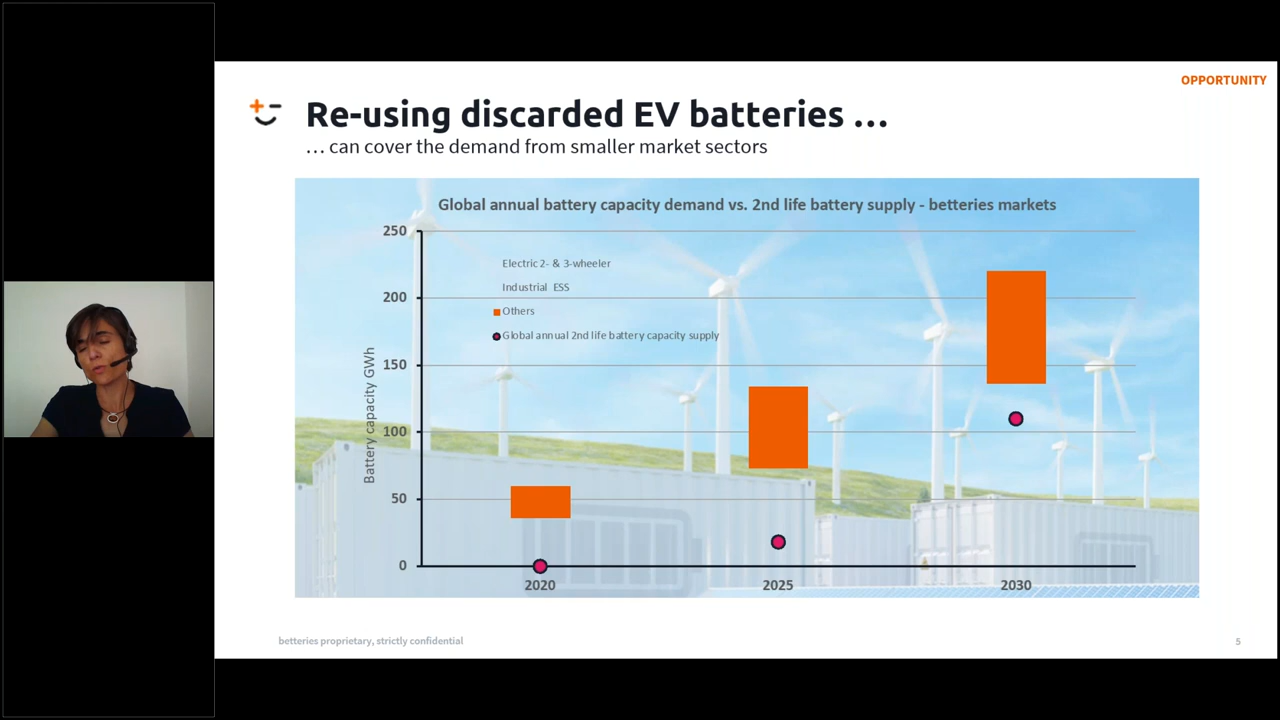 OPPORTUNITY
Re-using discarded EV batteries ...
... can cover the demand from smaller market sectors
Global annual battery capacity demand vs. 2nd life battery supply - betteries markets
250
200
150
100
50
0
Battery capacity GWh
Electric 2- & 3-wheeler
Industrial ESS
Others
Global annual 2nd life battery capacity supply
2020
2025
2030
betteries proprietary, strictly confidential
5